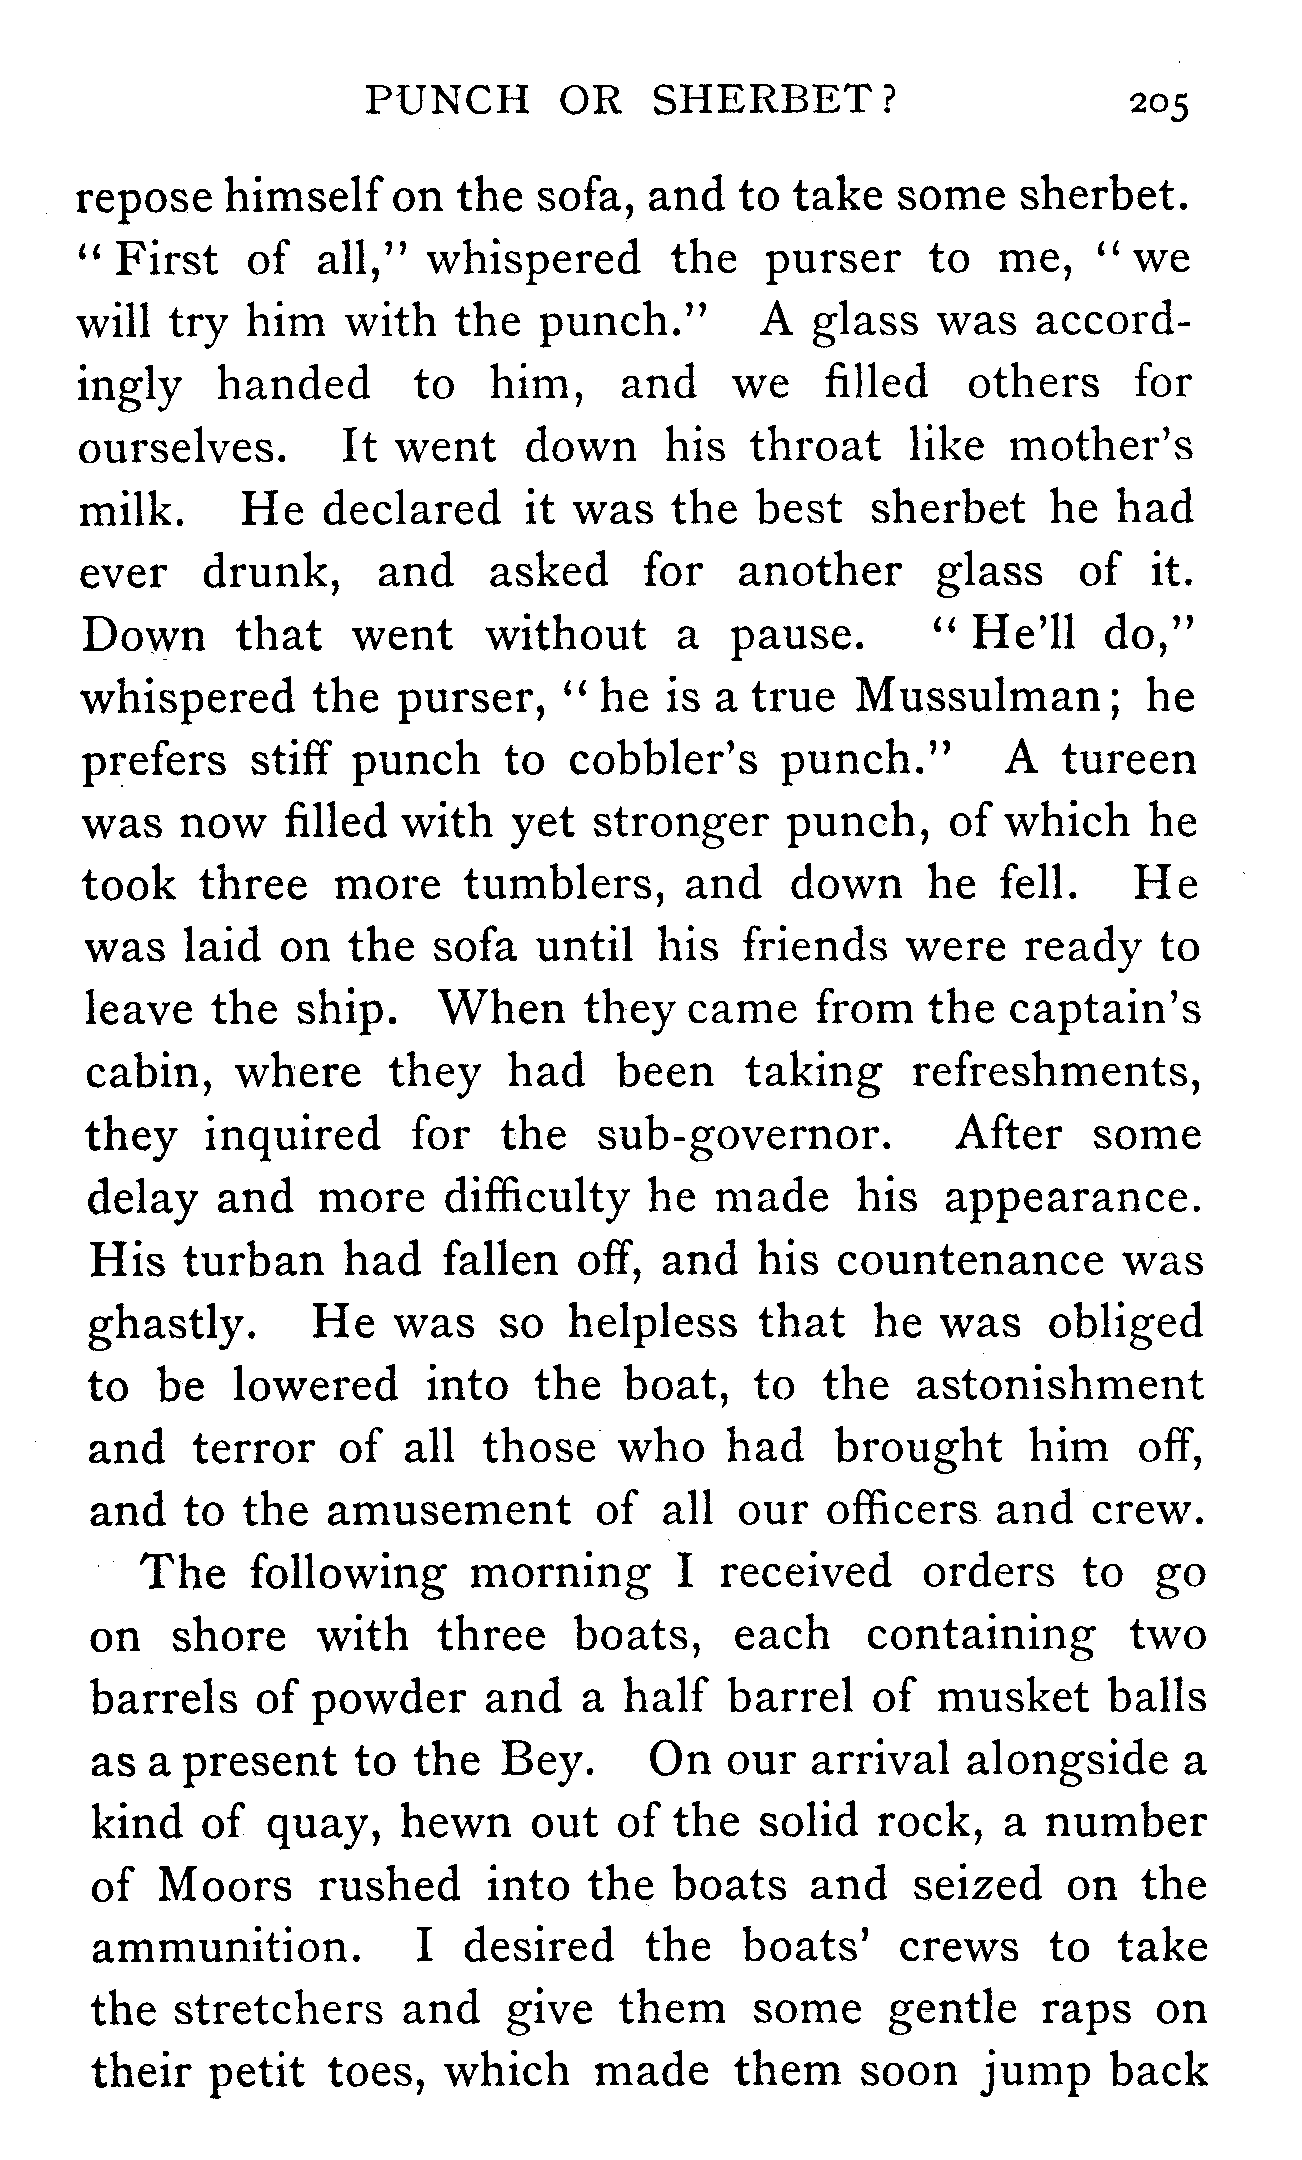 PUNCH OR SHERBET? 205
repose himself on the sofa, and to take some sherbet.
“ First of all,” whispered the purser to me, “ we
will try him with the punch.” A glass was accord-
ingly handed to him, and we filled others for
ourselves. It went down his throat like mother’s
milk. He declared it was the best sherbet he had
ever drunk, and asked for another glass of it.
Down that went without a pause. “ He’ll do,”
whispered the purser, “ he is a true Mussulman; he
prefers stiff punch to cobbler’s punch.” A tureen
was now filled with yet stronger punch, of which he
took three more tumblers, and down he fell. He
was laid on the sofa until his friends were ready to
leave the ship. When they came from the captain’s
cabin, where they had been taking refreshments,
they inquired for the sub-governor. After some
delay and more difficulty he made his appearance.
His turban had fallen off, and his countenance was
ghastly. He was so helpless that he was obliged
to be lowered into the boat, to the astonishment
and terror of all those who had brought him off,
and to the amusement of all our officers and crew.
The following morning I received orders to go
on shore with three boats, each containing two
barrels of powder and a half barrel of musket balls
as a present to the Bey. On our arrival alongside a
kind of quay, hewn out of the solid rock, a number
of Moors rushed into the boats and seized on the
ammunition. I desired the boats’ crews to take
the stretchers and give them some gentle raps on
their petit toes, which made them soon jump back